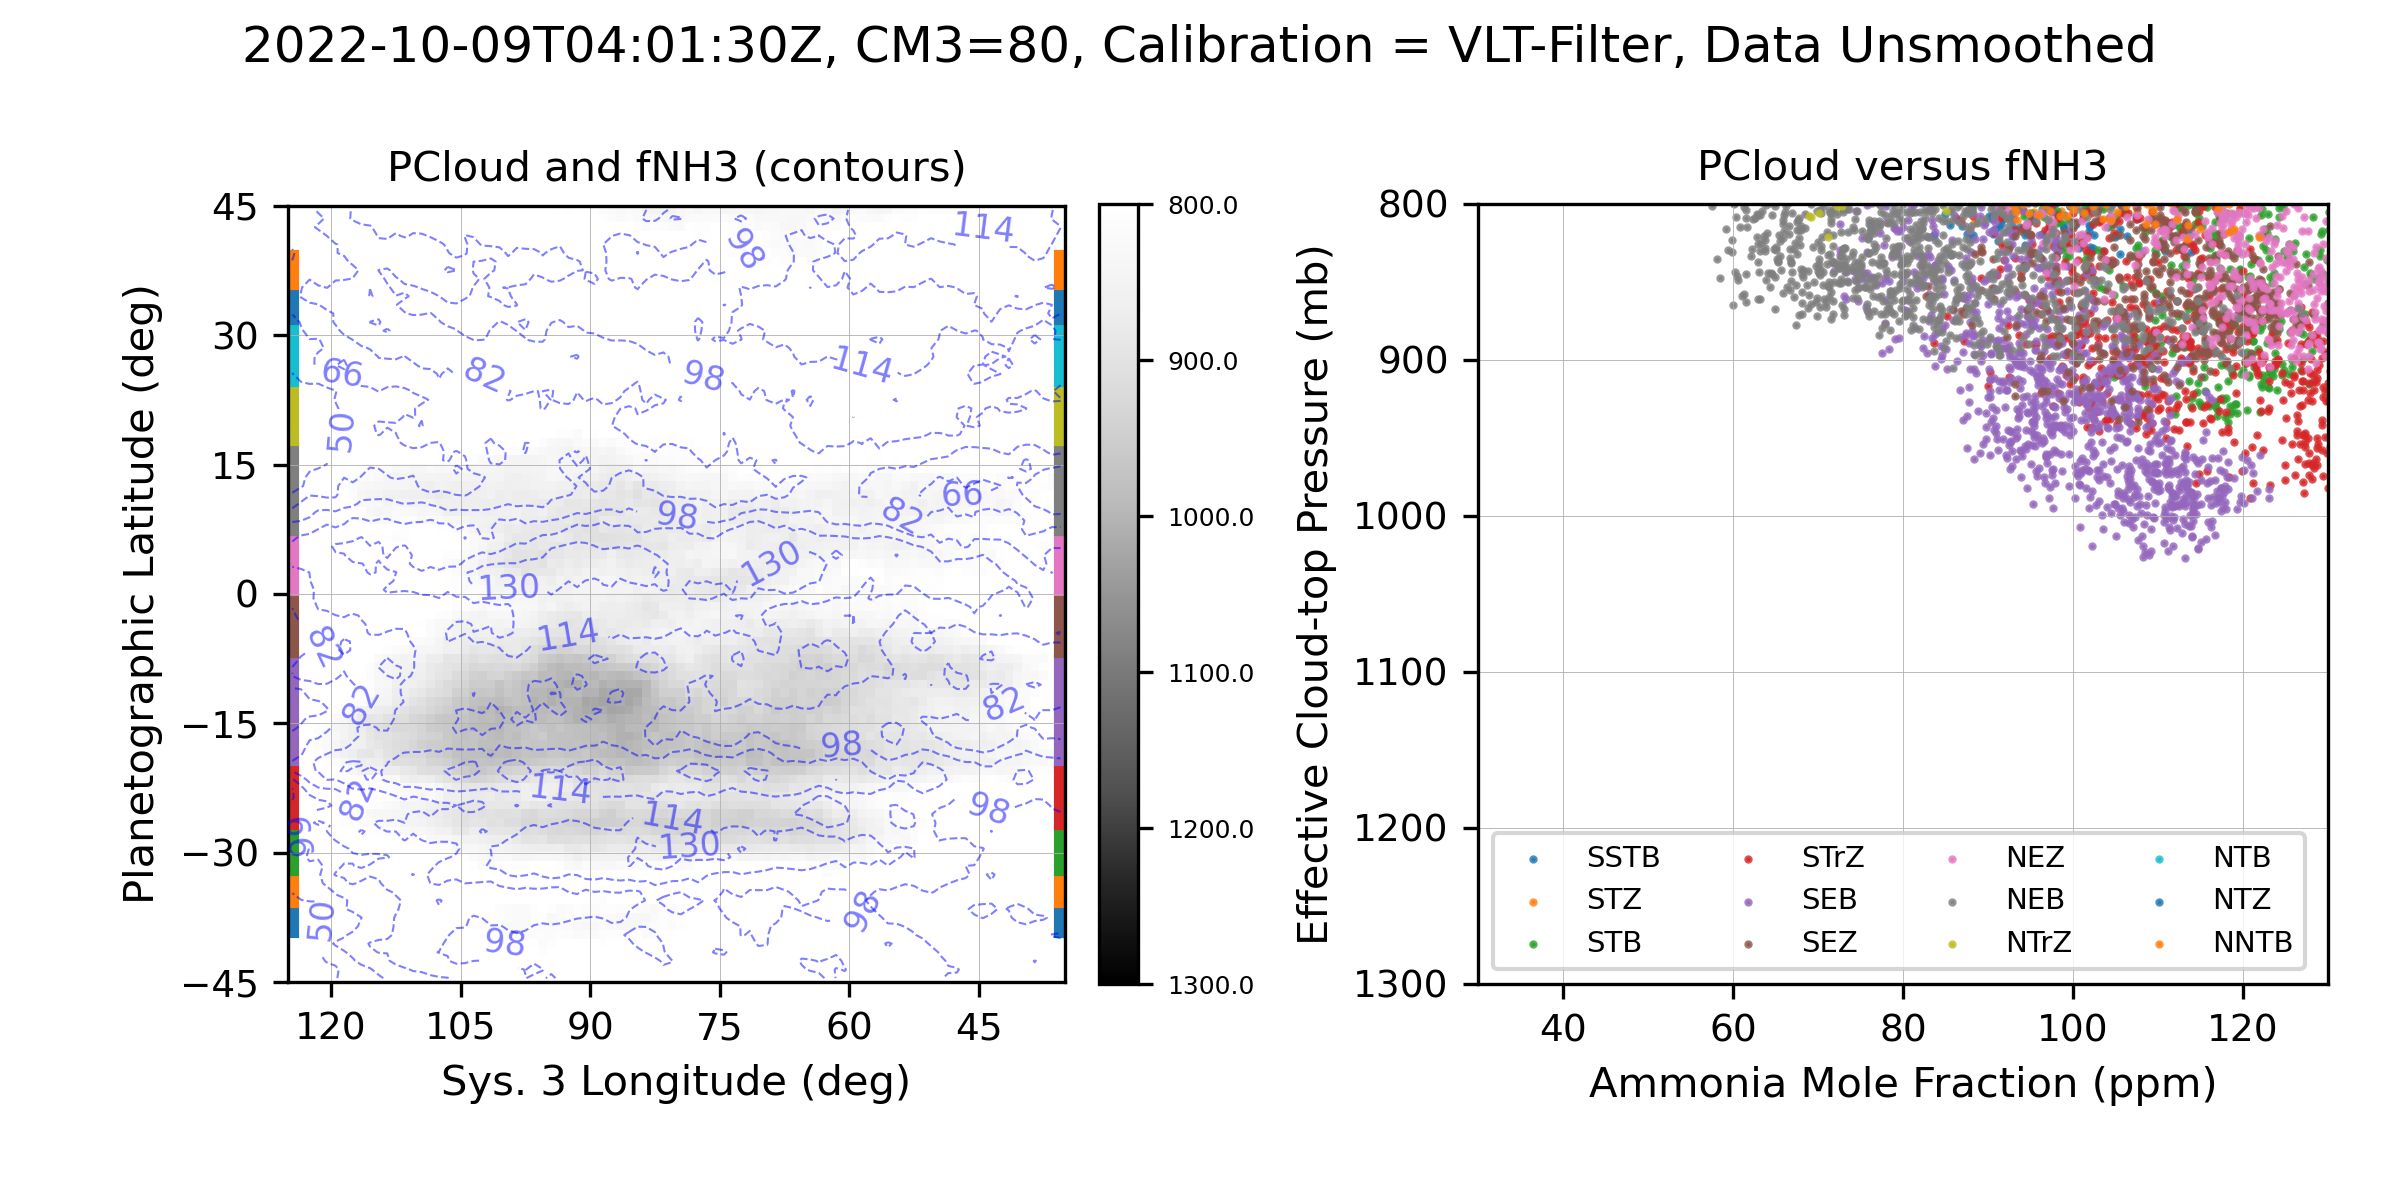 2022-10-09T04:01:30Z, CM3=80, Calibration = VLT-Filter, Data Unsmoothed
PCloud and fNH3 (contours)
Planetographic Latitude (deg)
45
30
15
0
−15
−30
−45
120 105 90 75 60 45
Sys. 3 Longitude (deg)
98 114
66 82 98 114
50
66 82
98
130
130
114
82
82 82
98
114 82
114 98
66
130
50 98 98
800.0
900.0
1000.0
1100.0
1200.0
1300.0
PCloud versus fNH3
Effective Cloud-top Pressure (mb)
800
900
1000
1100
1200
1300
40 60 80 100 120
Ammonia Mole Fraction (ppm)
SSTB STrZ NEZ NTB
STZ SEB NEB NTZ
STB SEZ NTrZ NNTB